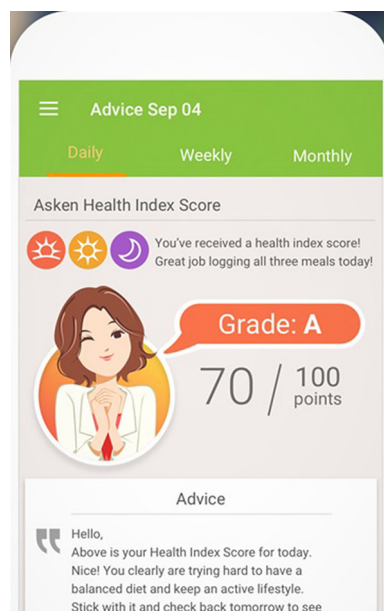 Advice Sep 04
Daily Weekly Monthly
Asken Health Index Score
You've received a health index score!
Great job logging all three meals today!
Grade: A
70 / 100
points
Advice
Hello,
Above is your Health Index Score for today.
Nice! You clearly are trying hard to have a
balanced diet and keep an active lifestyle.
Stick with it and check back tomorrow to see